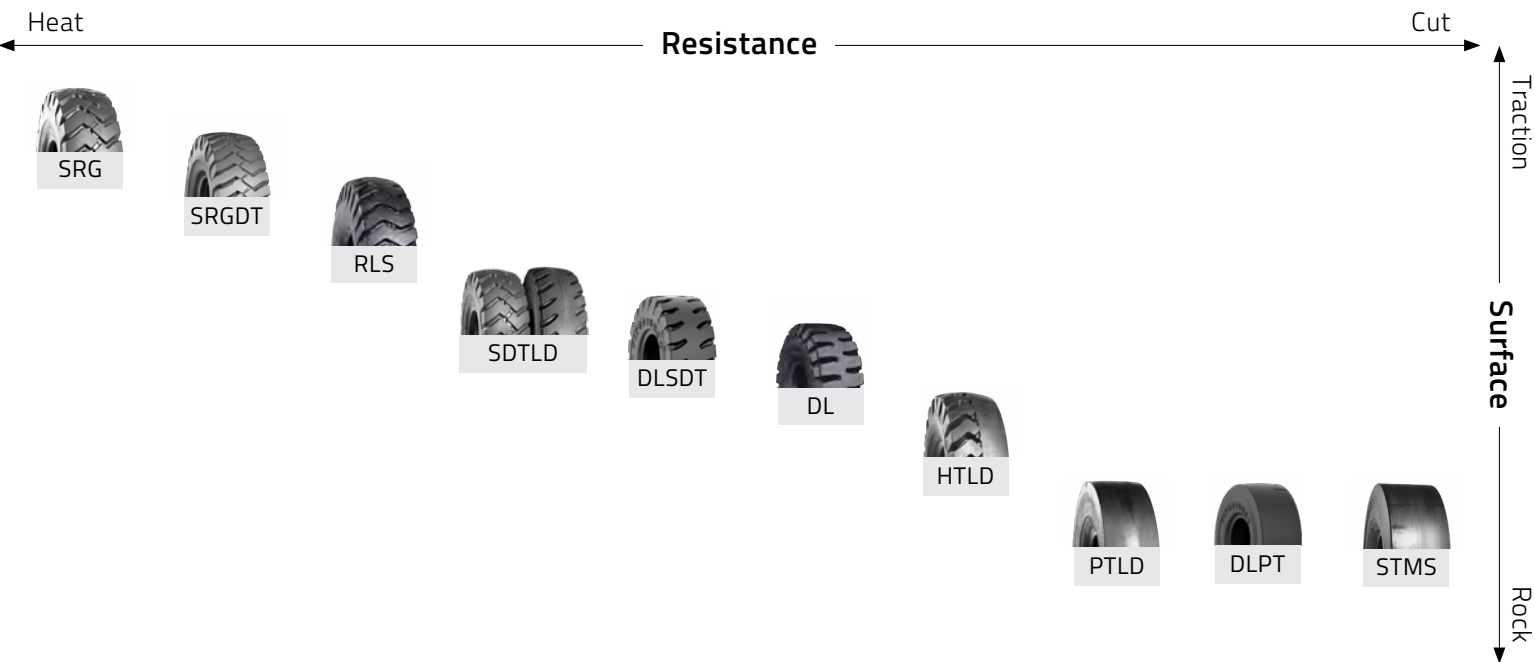 Heat
Cut
Resistance
Traction
SRG
SRGDT
RLS
SDTLD
Surface
DLSDT
DL
HTLD
PTLD
DLPT
STMS
Rock